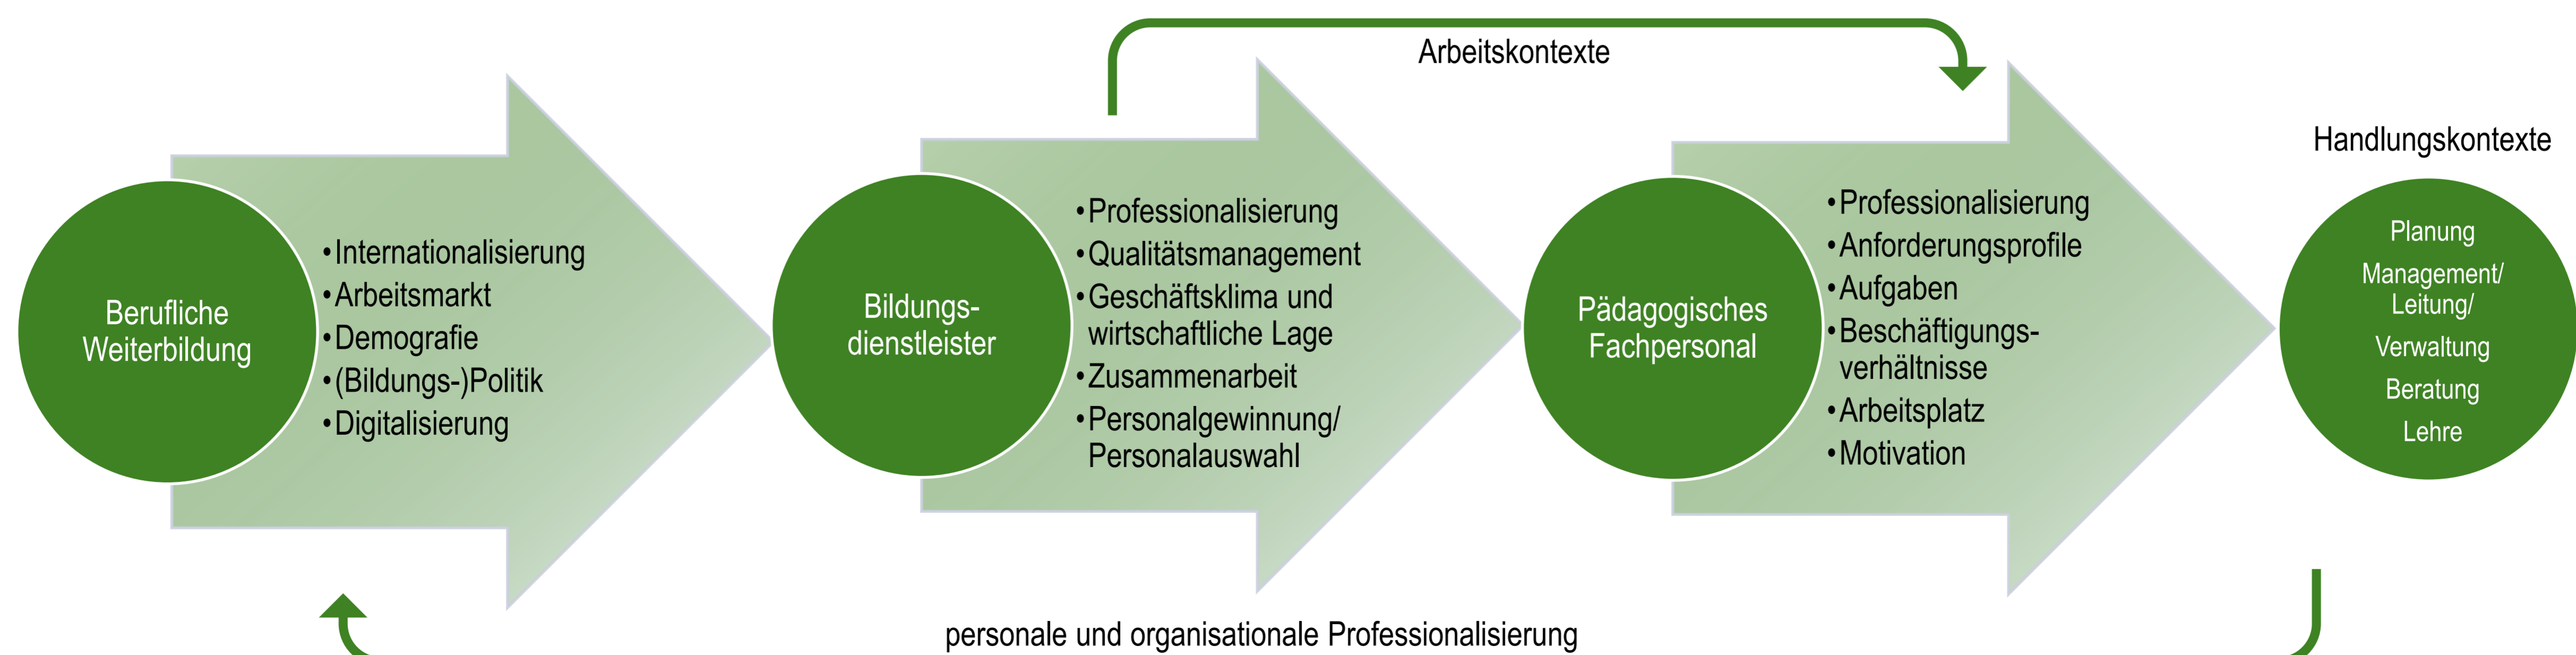 Arbeitskontexte
Berufliche
Weiterbildung
•Internationalisierung
•Arbeitsmarkt
•Demografie
•(Bildungs-)Politik
•Digitalisierung
Bildungs-
dienstleister
•Professionalisierung
•Qualitätsmanagement
•Geschäftsklima und
wirtschaftliche Lage
•Zusammenarbeit
•Personalgewinnung/
Personalauswahl
Pädagogisches
Fachpersonal
•Professionalisierung
•Anforderungsprofile
•Aufgaben
•Beschäftigungs-
verhältnisse
•Arbeitsplatz
•Motivation
Handlungskontexte
Planung
Management/
Leitung/
Verwaltung
Beratung
Lehre
personale und organisationale Professionalisierung